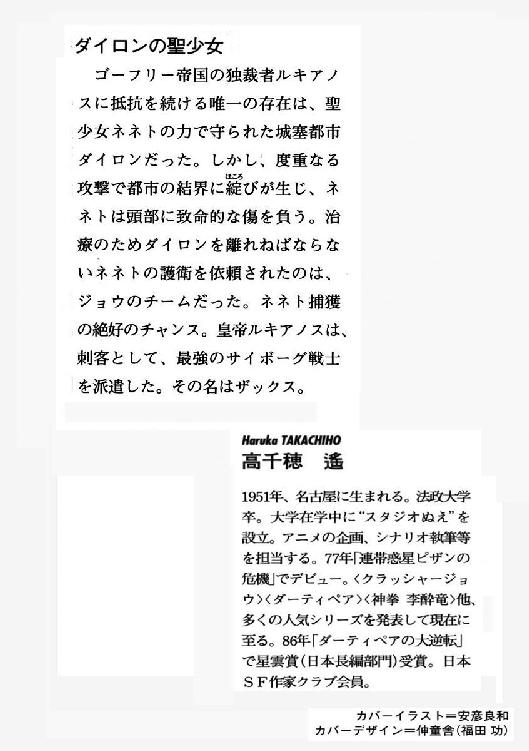 ダイロンの聖少女
ゴーフリー帝国の独裁者ルキアノ
スに抵抗を続ける唯一の存在は、聖
少女ネネトの力で守られた城塞都市
ダイロンだった。しかし、度重なる
攻撃で都市の結界に綻びが生じ、ネ
ほころ
ネトは頭部に致命的な傷を負う。治
療のためダイロンを離れねばならな
いネネトの護衛を依頼されたのは、
ジョウのチームだった。ネネト捕獲
の絶好のチャンス。皇帝ルキアノスは、
刺客として、最強のサイボーグ戦士
を派遣した。その名はザックス。
Haruka TAKACHIHO
高千穂 遙
1951年、名古屋に生まれる。法政大学
卒。大学在学中に“スタジオぬえ”を
設立。アニメの企画、シナリオ執筆等
を担当する。77年「連帯惑星ピザンの
危機」でデビュー。〈クラッシャージョ
ウ〉〈ダーティペア〉〈神拳 李酔竜〉他、
多くの人気シリーズを発表して現在に
至る。86年「ダーティペアの大逆転」
で星雲賞(日本長編部門)受賞。日本
SF作家クラブ会員。
カバーイラスト=安彦良和
カバーデザイン=伸童舎(福田 功)